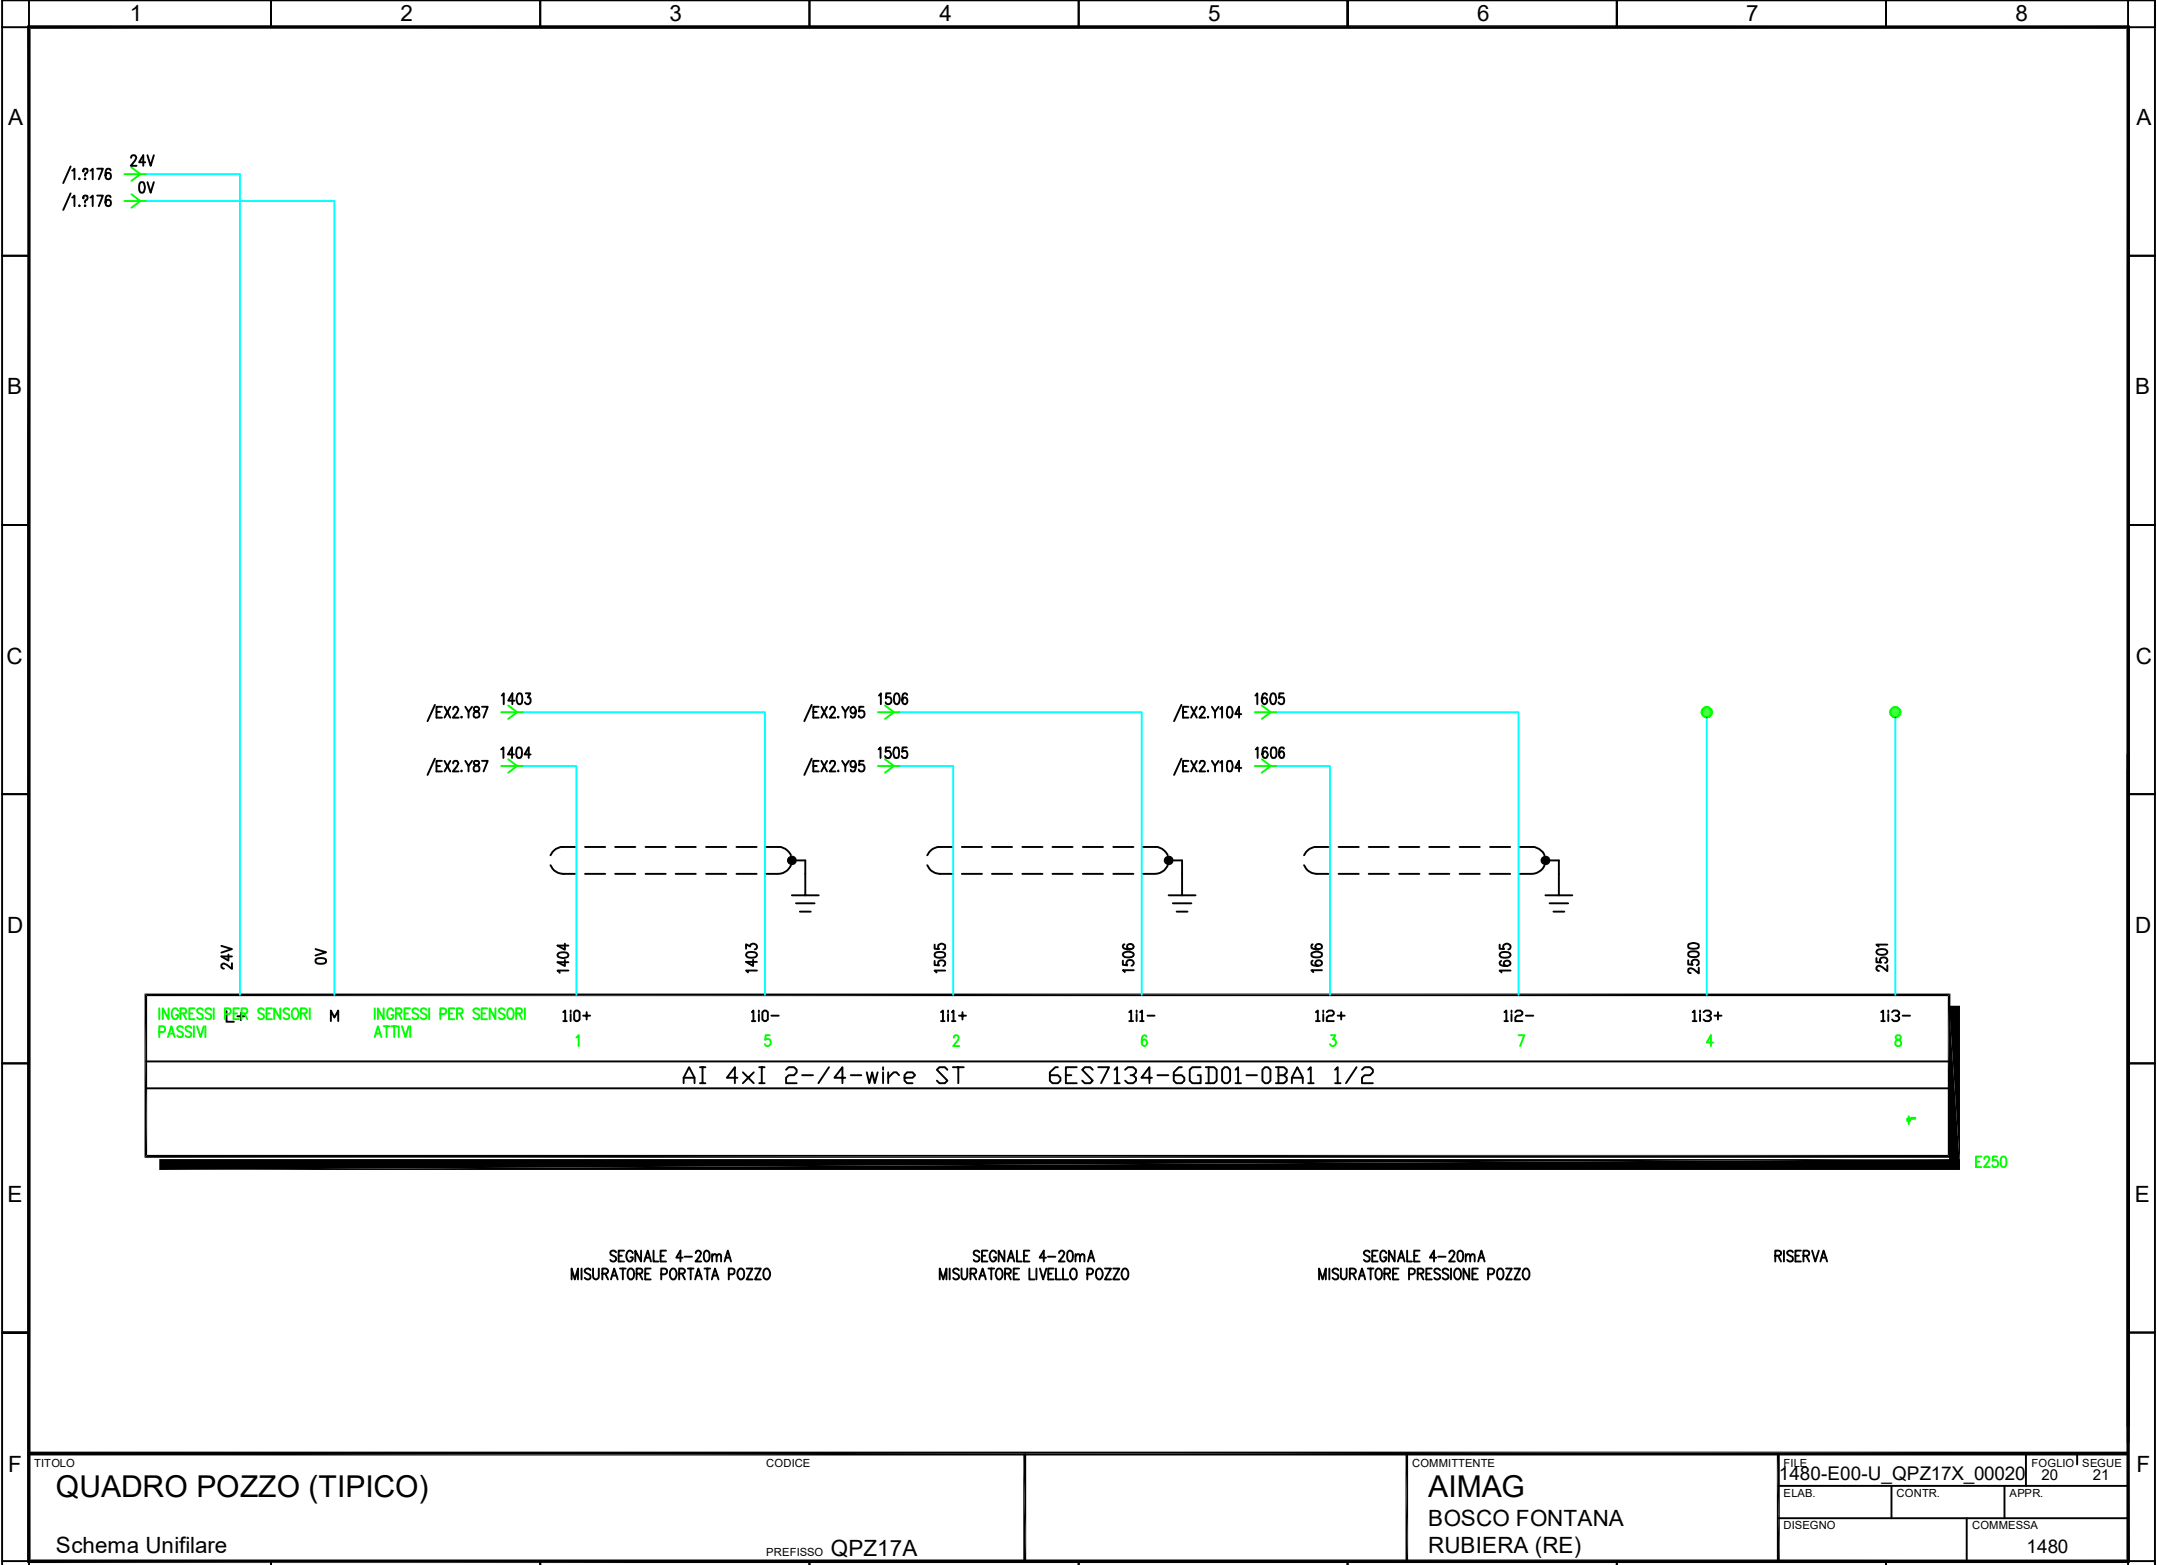 1 2 3 4 5 6 7 8
A A
24V
/1.?176
0V
/1.?176
B B
C C
1403 1506 1605
/EX2.Y87 /EX2.Y95 /EX2.Y104
1404 1505 1606
/EX2.Y87 /EX2.Y95 /EX2.Y104
D D
24V 0V 1404 1403 1505 1506 1606 1605 2500 2501
INGRESSI PER SENSORI PASSIVI
L+ M
INGRESSI PER SENSORI ATTIVI
1i0+ 1i0- 1i1+ 1i1- 1i2+ 1i2- 1i3+ 1i3-
1 5 2 6 3 7 4 8
AI 4xI 2-/4-wire ST 6ES7134-6GD01-0BA1 1/2
E250
E E
SEGNALE 4-20mA
MISURATORE PORTATA POZZO
SEGNALE 4-20mA
MISURATORE LIVELLO POZZO
SEGNALE 4-20mA
MISURATORE PRESSIONE POZZO
RISERVA
F F
TITOLO
QUADRO POZZO (TIPICO)
Schema Unifilare
CODICE
PREFISSO QPZ17A
COMMITTENTE
AIMAG
BOSCO FONTANA
RUBIERA (RE)
FILE
1480-E00-U_QPZ17X_00020
FOGLIO 20
SEGUE 21
ELAB. CONTR. APPR.
DISEGNO
COMMESSA
1480